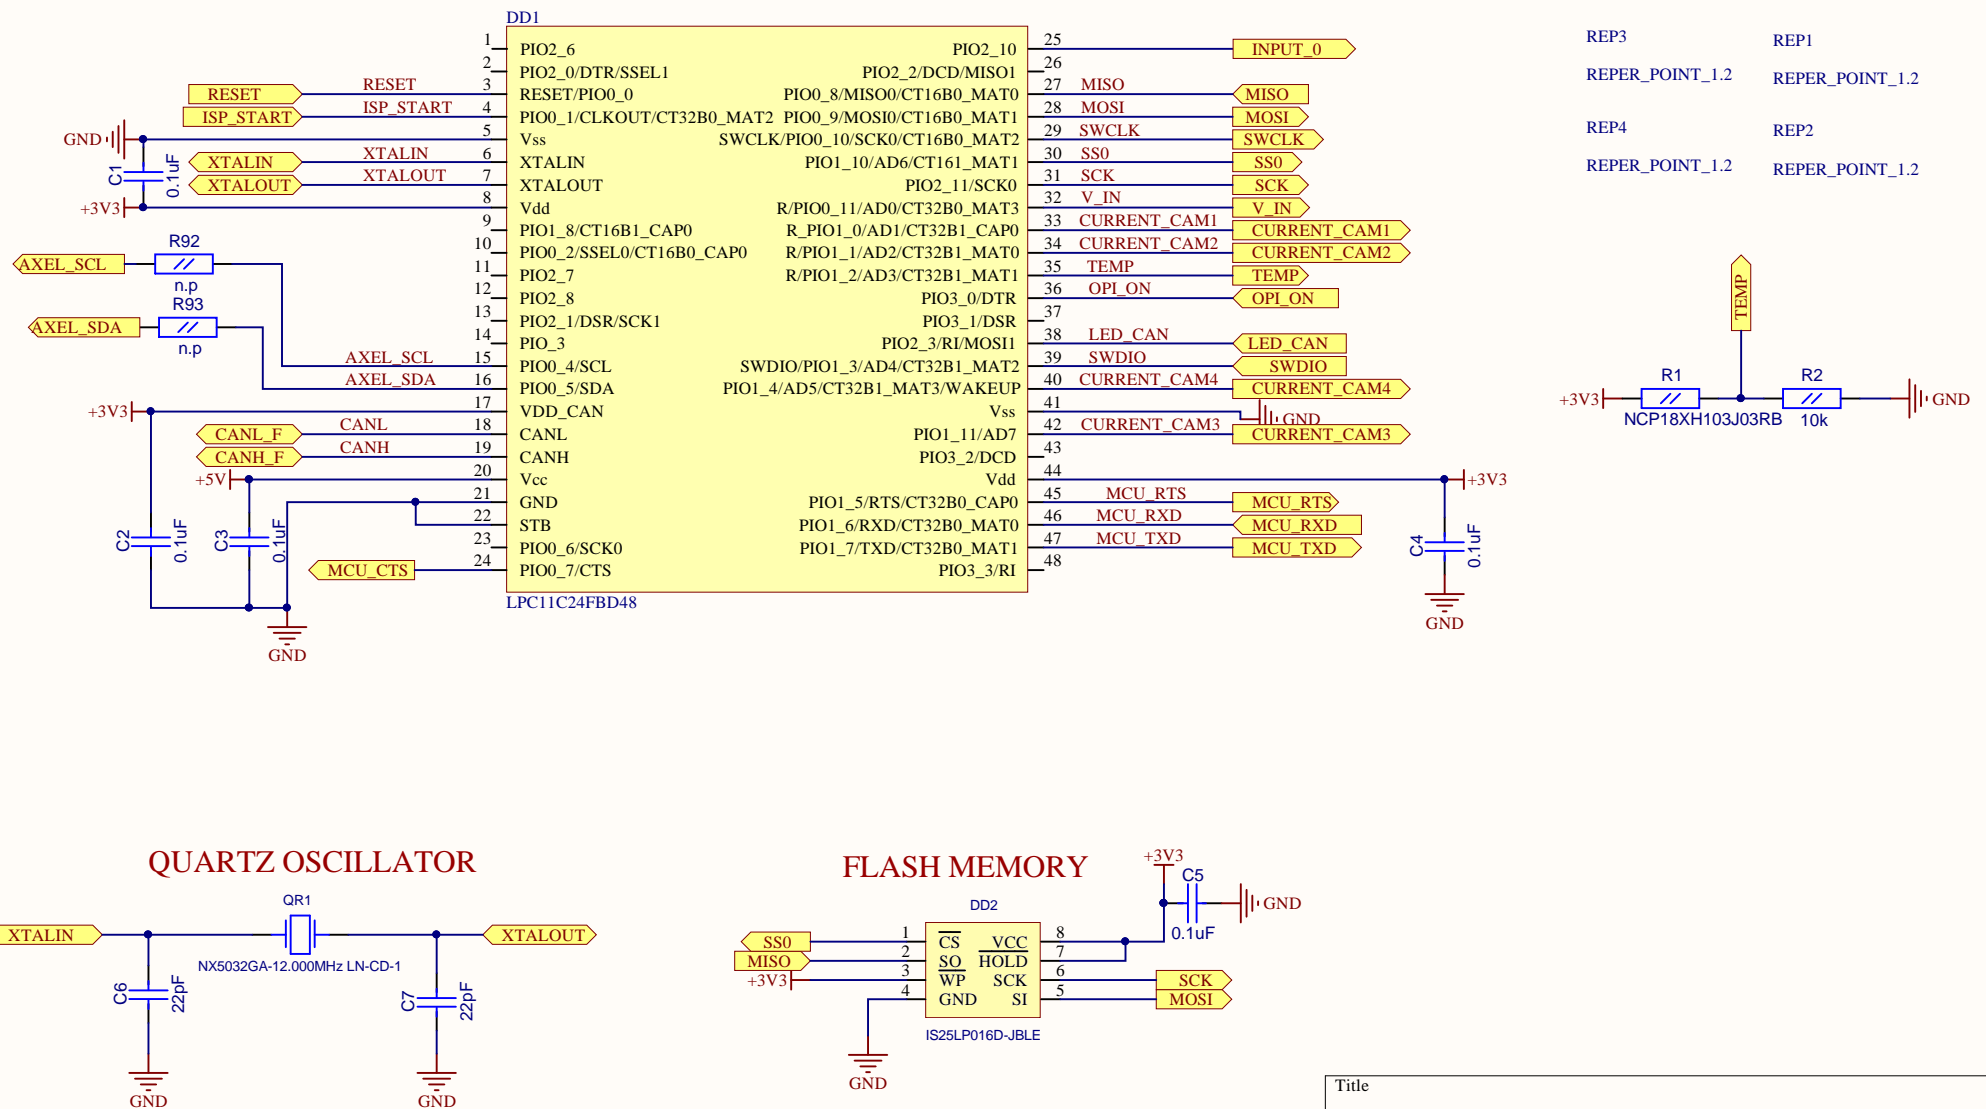 DD1
1 PIO2_6
2 PIO2_0/DTR/SSEL1
RESET RESET 3 RESET/PIO0_0
ISP_START ISP_START 4 PIO0_1/CLKOUT/CT32B0_MAT2
GND 5 Vss
XTALIN XTALIN 6 XTALIN
XTALOUT XTALOUT 7 XTALOUT
C1 0.1uF
+3V3 8 Vdd
9 PIO1_8/CT16B1_CAP0
10 PIO0_2/SSEL0/CT16B0_CAP0
11 PIO2_7
12 PIO2_8
13 PIO2_1/DSR/SCK1
14 PIO_3
R92
AXEL_SCL
n.p
R93
AXEL_SDA
n.p
AXEL_SCL 15 PIO0_4/SCL
AXEL_SDA 16 PIO0_5/SDA
+3V3 17 VDD_CAN
CANL_F CANL 18 CANL
CANH_F CANH 19 CANH
+5V 20 Vcc
21 GND
22 STB
23 PIO0_6/SCK0
MCU_CTS 24 PIO0_7/CTS
C2 0.1uF
C3 0.1uF
GND
LPC11C24FBD48
PIO2_10 25 INPUT_0
PIO2_2/DCD/MISO1 26
PIO0_8/MISO0/CT16B0_MAT0 27 MISO MISO
PIO0_9/MOSI0/CT16B0_MAT1 28 MOSI MOSI
SWCLK/PIO0_10/SCK0/CT16B0_MAT2 29 SWCLK SWCLK
PIO1_10/AD6/CT161_MAT1 30 SS0 SS0
PIO2_11/SCK0 31 SCK SCK
R/PIO0_11/AD0/CT32B0_MAT3 32 V_IN V_IN
R_PIO1_0/AD1/CT32B1_CAP0 33 CURRENT_CAM1 CURRENT_CAM1
R/PIO1_1/AD2/CT32B1_MAT0 34 CURRENT_CAM2 CURRENT_CAM2
R/PIO1_2/AD3/CT32B1_MAT1 35 TEMP TEMP
PIO3_0/DTR 36 OPI_ON OPI_ON
PIO3_1/DSR 37
PIO2_3/RI/MOSI1 38 LED_CAN LED_CAN
SWDIO/PIO1_3/AD4/CT32B1_MAT2 39 SWDIO SWDIO
PIO1_4/AD5/CT32B1_MAT3/WAKEUP 40 CURRENT_CAM4 CURRENT_CAM4
Vss 41 GND
PIO1_11/AD7 42 CURRENT_CAM3 CURRENT_CAM3
PIO3_2/DCD 43
Vdd 44 +3V3
PIO1_5/RTS/CT32B0_CAP0 45 MCU_RTS MCU_RTS
PIO1_6/RXD/CT32B0_MAT0 46 MCU_RXD MCU_RXD
PIO1_7/TXD/CT32B0_MAT1 47 MCU_TXD MCU_TXD
PIO3_3/RI 48
C4 0.1uF
GND
REP3 REP1
REPER_POINT_1.2 REPER_POINT_1.2
REP4 REP2
REPER_POINT_1.2 REPER_POINT_1.2
TEMP
R1 R2
+3V3 GND
NCP18XH103J03RB 10k
QUARTZ OSCILLATOR
QR1
XTALIN XTALOUT
NX5032GA-12.000MHz LN-CD-1
C6 22pF C7 22pF
GND GND
FLASH MEMORY
+3V3
C5
GND
0.1uF
DD2
SS0 1 CS VCC 8
MISO 2 SO HOLD 7
+3V3 3 WP SCK 6 SCK
4 GND SI 5 MOSI
IS25LP016D-JBLE
GND
Title